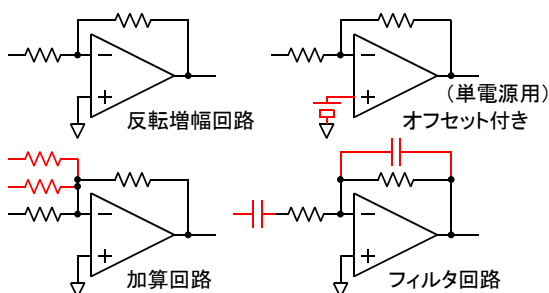 反転増幅回路
(単電源用)
オフセット付き
加算回路
フィルタ回路